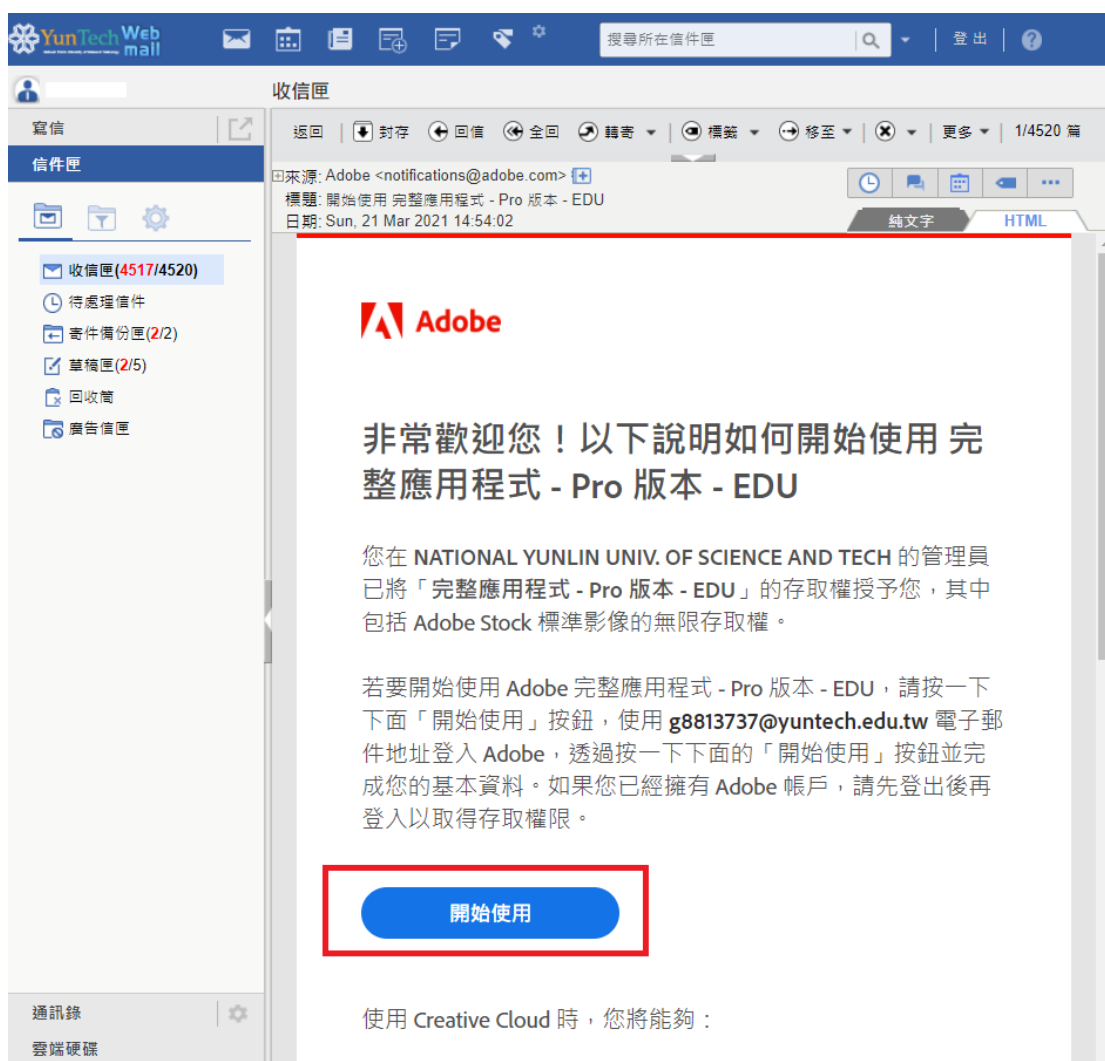 YunTech Web mail
搜尋所在信件匣
登出
收信匣
寫信
返回 封存 回信 全回 轉寄 標籤 移至 更多 1/4520 篇
信件匣
來源: Adobe <notifications@adobe.com>
標題: 開始使用 完整應用程式 - Pro 版本 - EDU
日期: Sun, 21 Mar 2021 14:54:02
純文字 HTML
收信匣(4517/4520)
待處理信件
寄件備份匣(2/2)
草稿匣(2/5)
回收筒
廣告信匣
Adobe
非常歡迎您！以下說明如何開始使用 完
整應用程式 - Pro 版本 - EDU
您在 NATIONAL YUNLIN UNIV. OF SCIENCE AND TECH 的管理員
已將「完整應用程式 - Pro 版本 - EDU」的存取權授予您，其中
包括 Adobe Stock 標準影像的無限存取權。
若要開始使用 Adobe 完整應用程式 - Pro 版本 - EDU，請按一下
下面「開始使用」按鈕，使用 g8813737@yuntech.edu.tw 電子郵
件地址登入 Adobe，透過按一下下面的「開始使用」按鈕並完
成您的基本資料。如果您已經擁有 Adobe 帳戶，請先登出後再
登入以取得存取權限。
開始使用
使用 Creative Cloud 時，您將能夠：
通訊錄
雲端硬碟